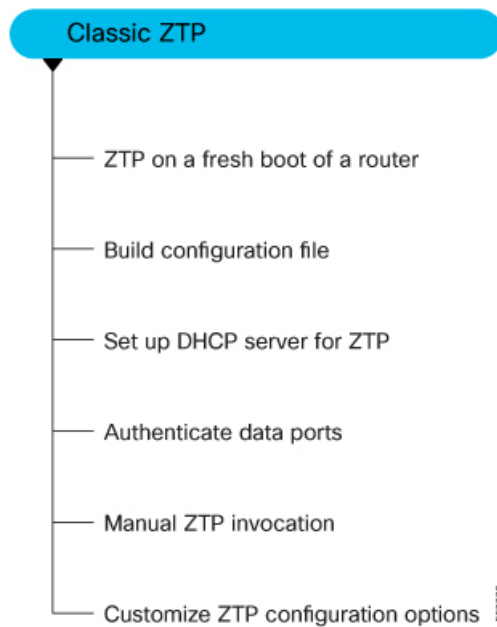 Classic ZTP
ZTP on a fresh boot of a router
Build configuration file
Set up DHCP server for ZTP
Authenticate data ports
Manual ZTP invocation
Customize ZTP configuration options